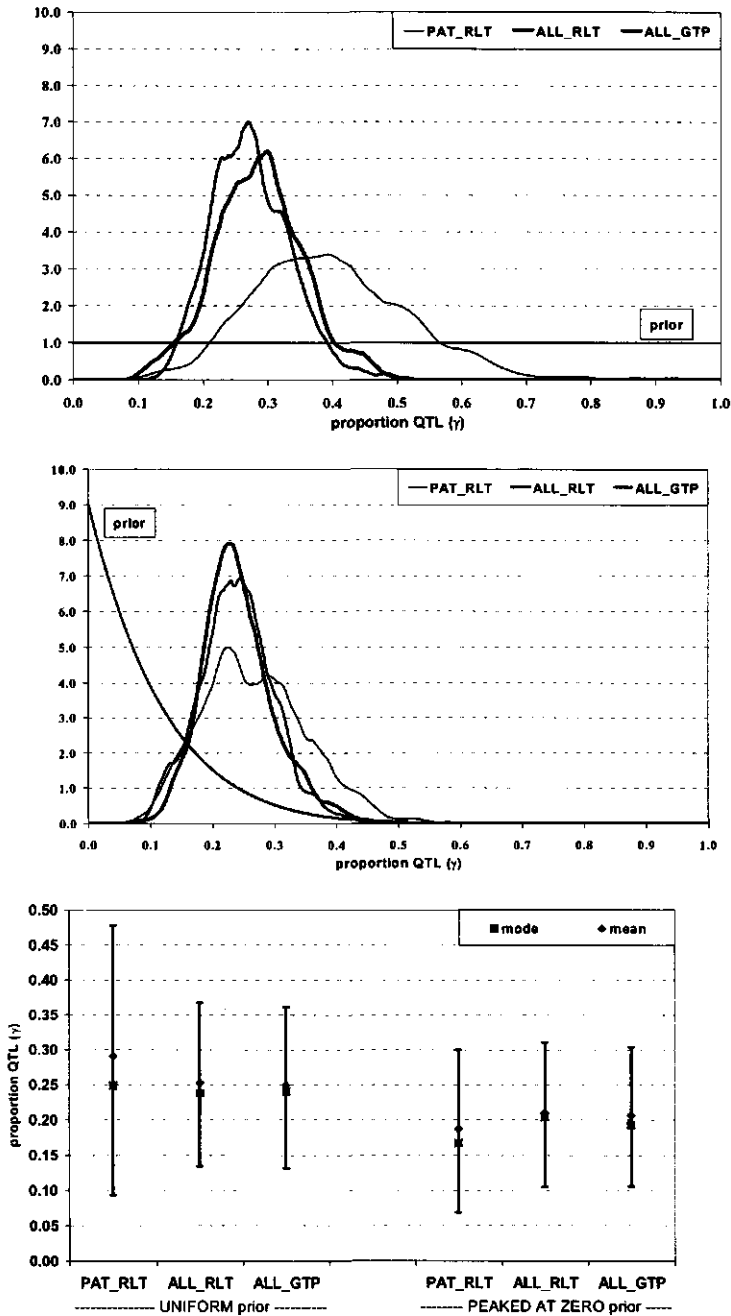 10.0
PAT_RLT ALL_RLT ALL_GTP
9.0
8.0
7.0
6.0
5.0
4.0
3.0
2.0
prior
1.0
0.0
0.0 0.1 0.2 0.3 0.4 0.5 0.6 0.7 0.8 0.9 1.0
proportion QTL (γ)
10.0
PAT_RLT ALL_RLT ALL_GTP
9.0
prior
8.0
7.0
6.0
5.0
4.0
3.0
2.0
1.0
0.0
0.0 0.1 0.2 0.3 0.4 0.5 0.6 0.7 0.8 0.9 1.0
proportion QTL (γ)
0.50
mode mean
0.45
0.40
0.35
0.30
0.25
0.20
0.15
0.10
0.05
0.00
proportion QTL (γ)
PAT_RLT ALL_RLT ALL_GTP PAT_RLT ALL_RLT ALL_GTP
------------ UNIFORM prior ------------ -------- PEAKED AT ZERO prior--------